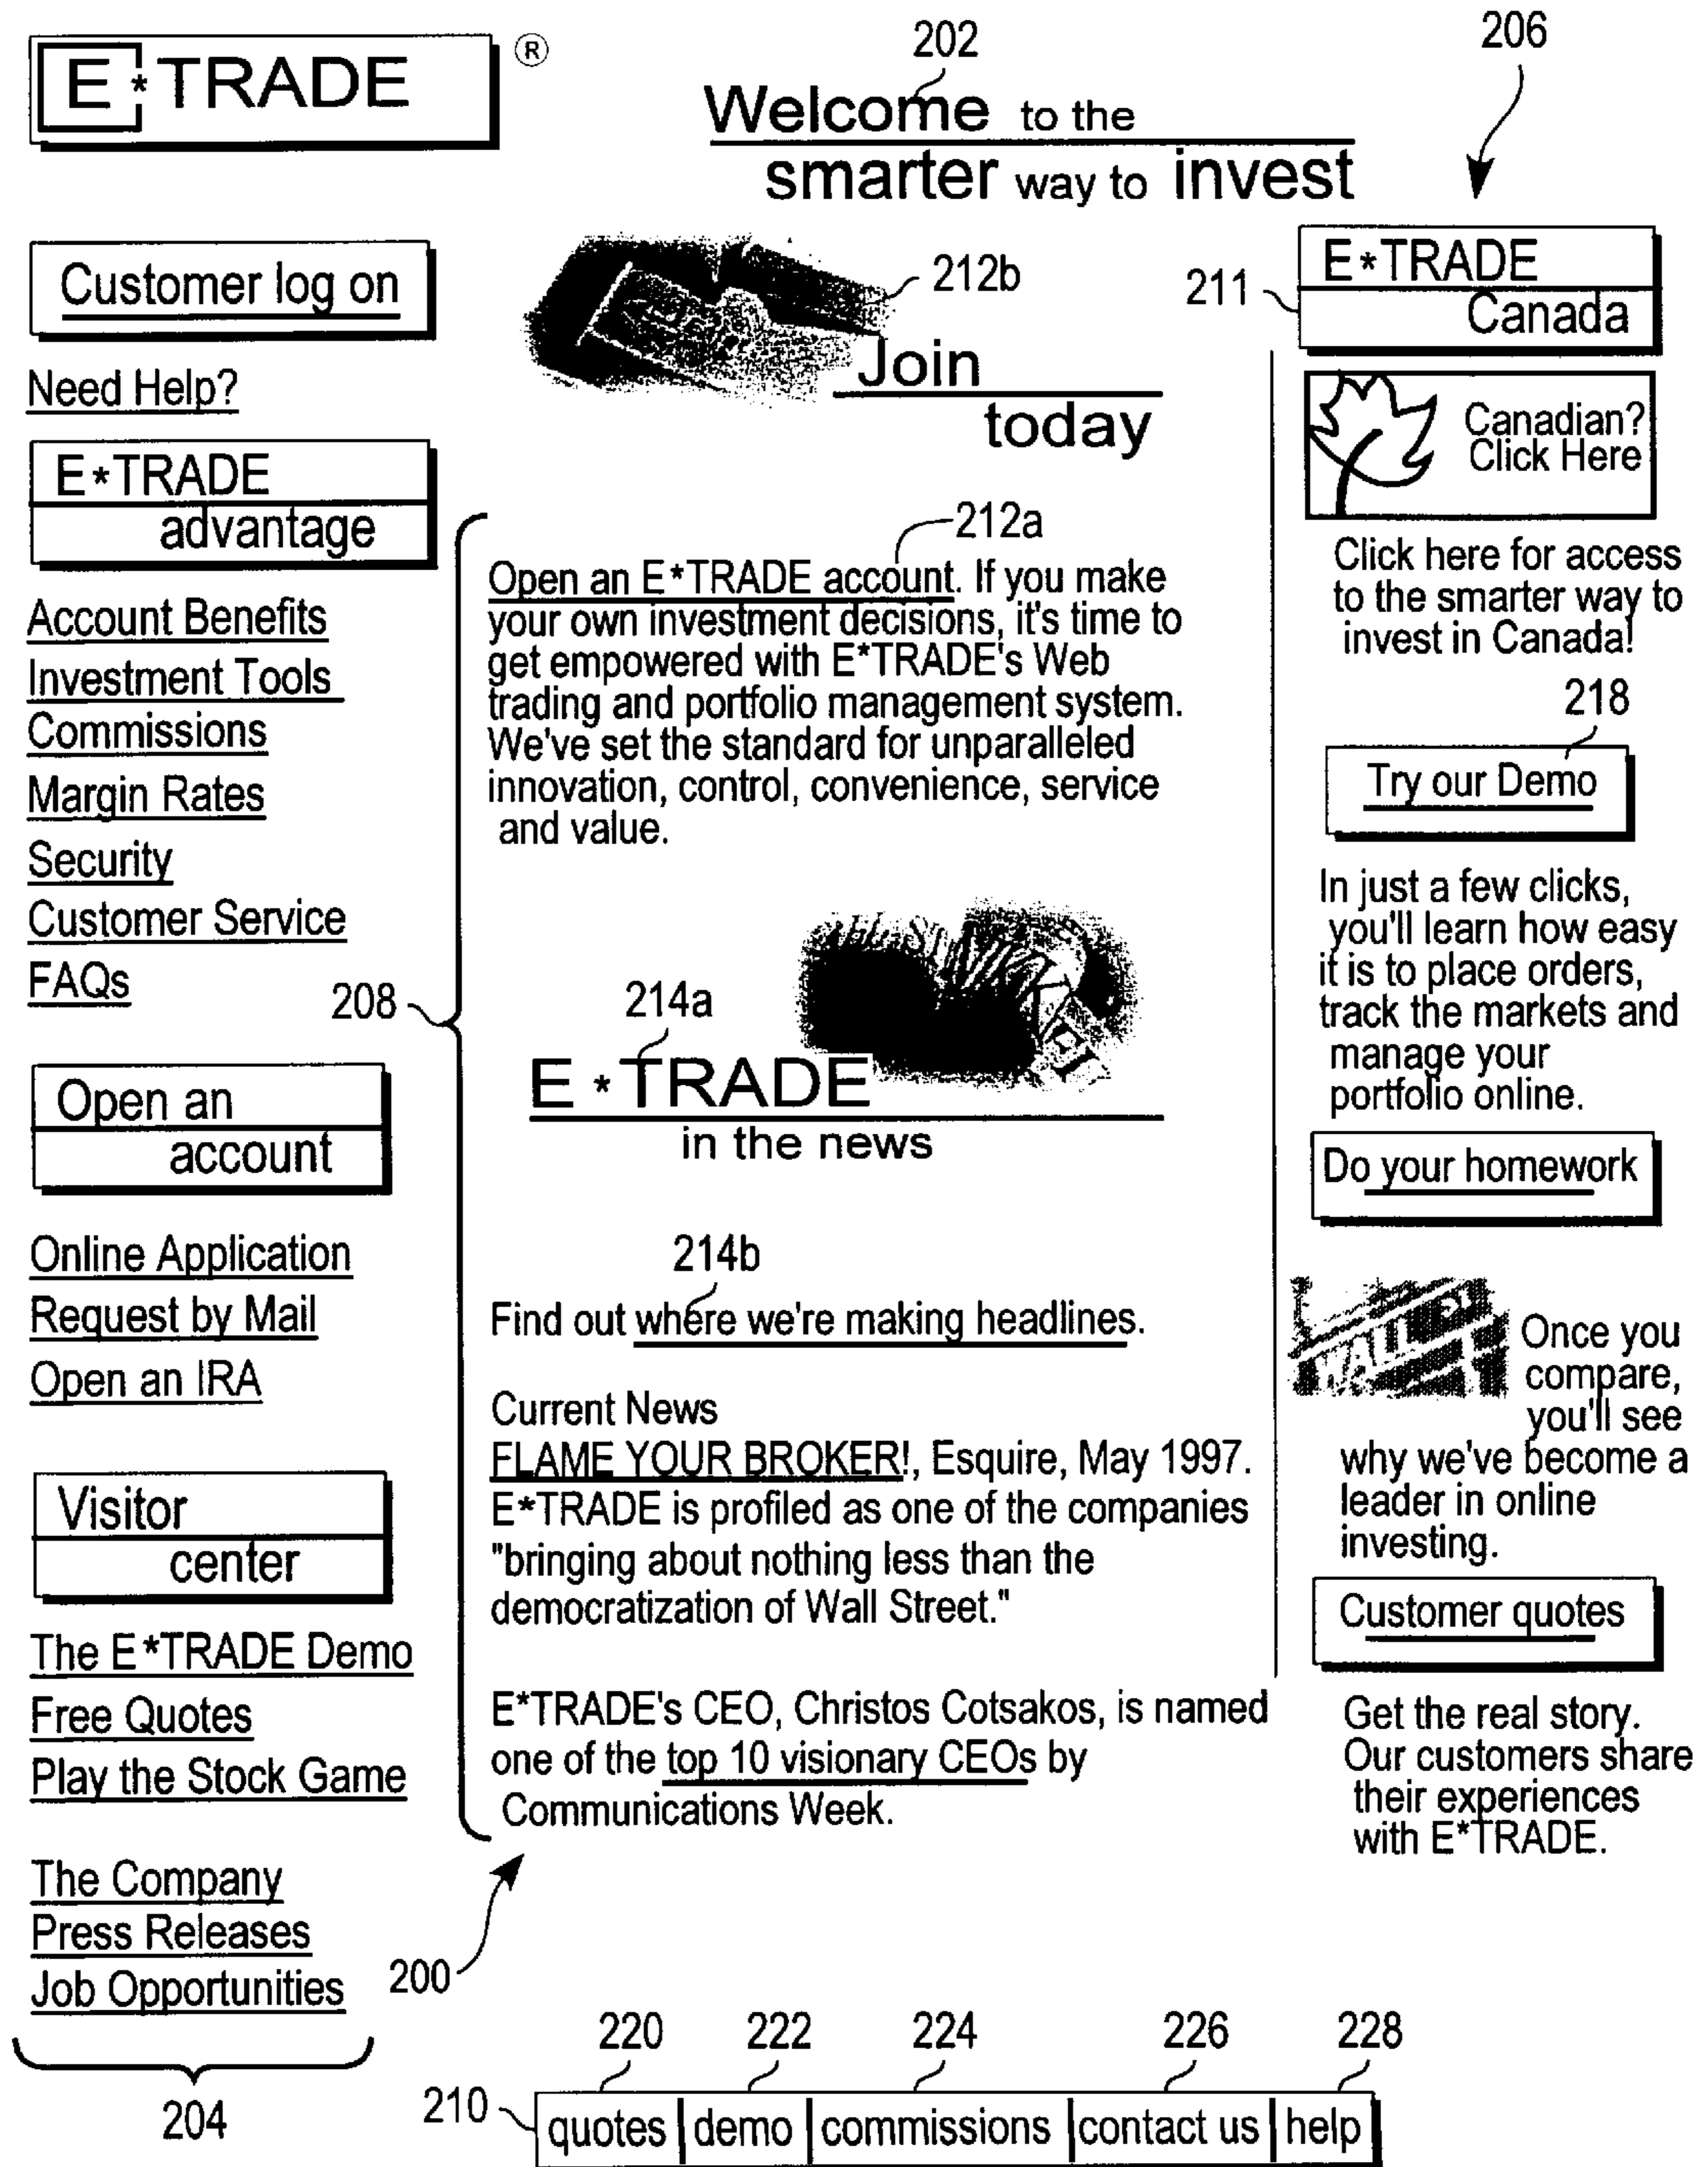 E*TRADE ®
202
206
Welcome to the
smarter way to invest
Customer log on
Need Help?
E*TRADE
advantage
Account Benefits
Investment Tools
Commissions
Margin Rates
Security
Customer Service
FAQs
Open an
account
Online Application
Request by Mail
Open an IRA
Visitor
center
The E*TRADE Demo
Free Quotes
Play the Stock Game
The Company
Press Releases
Job Opportunities
204
208
200
212b
Join
today
212a
Open an E*TRADE account. If you make
your own investment decisions, it's time to
get empowered with E*TRADE's Web
trading and portfolio management system.
We've set the standard for unparalleled
innovation, control, convenience, service
and value.
214a
E*TRADE
in the news
214b
Find out where we're making headlines.
Current News
FLAME YOUR BROKER!, Esquire, May 1997.
E*TRADE is profiled as one of the companies
"bringing about nothing less than the
democratization of Wall Street."
E*TRADE's CEO, Christos Cotsakos, is named
one of the top 10 visionary CEOs by
Communications Week.
211
E*TRADE
Canada
Canadian?
Click Here
Click here for access
to the smarter way to
invest in Canada!
218
Try our Demo
In just a few clicks,
you'll learn how easy
it is to place orders,
track the markets and
manage your
portfolio online.
Do your homework
WALL
Once you
compare,
you'll see
why we've become a
leader in online
investing.
Customer quotes
Get the real story.
Our customers share
their experiences
with E*TRADE.
220 222 224 226 228
210
quotes demo commissions contact us help